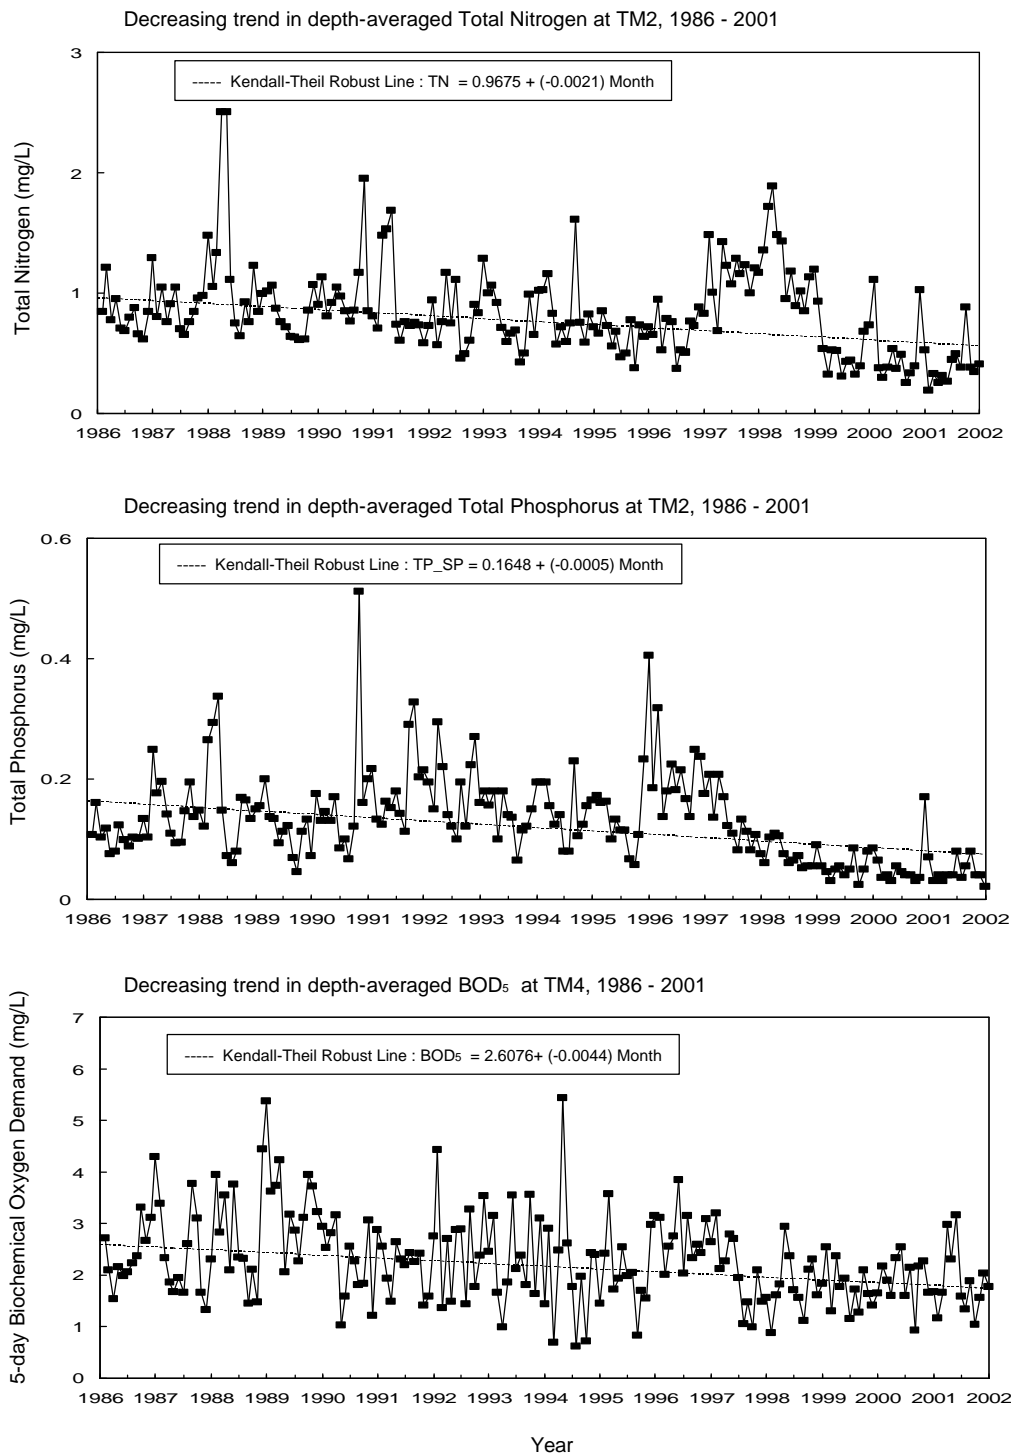 Decreasing trend in depth-averaged Total Nitrogen at TM2, 1986 - 2001
Total Nitrogen (mg/L)
3
2
1
0
----- Kendall-Theil Robust Line : TN = 0.9675 + (-0.0021) Month
1986 1987 1988 1989 1990 1991 1992 1993 1994 1995 1996 1997 1998 1999 2000 2001 2002
Decreasing trend in depth-averaged Total Phosphorus at TM2, 1986 - 2001
Total Phosphorus (mg/L)
0.6
0.4
0.2
0
----- Kendall-Theil Robust Line : TP_SP = 0.1648 + (-0.0005) Month
1986 1987 1988 1989 1990 1991 1992 1993 1994 1995 1996 1997 1998 1999 2000 2001 2002
Decreasing trend in depth-averaged BOD₅ at TM4, 1986 - 2001
5-day Biochemical Oxygen Demand (mg/L)
7
6
5
4
3
2
1
0
----- Kendall-Theil Robust Line : BOD₅ = 2.6076+ (-0.0044) Month
1986 1987 1988 1989 1990 1991 1992 1993 1994 1995 1996 1997 1998 1999 2000 2001 2002
Year